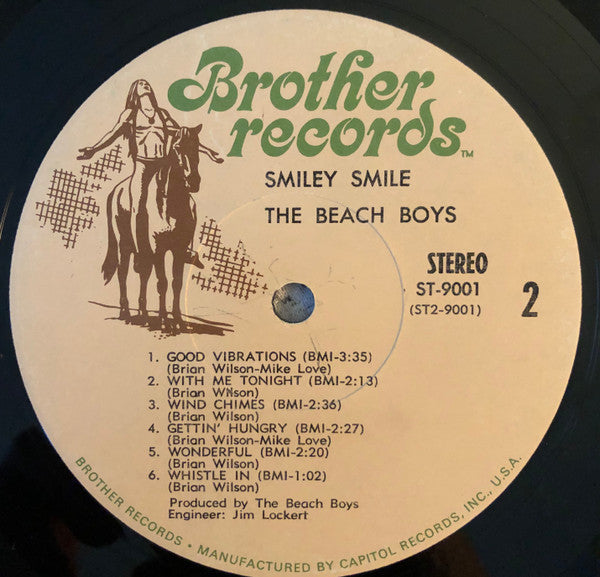 Brother
records™
SMILEY SMILE
THE BEACH BOYS
STEREO
ST-9001
(ST2-9001)
2
1. GOOD VIBRATIONS (BMI-3:35)
(Brian Wilson-Mike Love)
2. WITH ME TONIGHT (BMI-2:13)
(Brian Wilson)
3. WIND CHIMES (BMI-2:36)
(Brian Wilson)
4. GETTIN' HUNGRY (BMI-2:27)
(Brian Wilson-Mike Love)
5. WONDERFUL (BMI-2:20)
(Brian Wilson)
6. WHISTLE IN (BMI-1:02)
(Brian Wilson)
Produced by The Beach Boys
Engineer: Jim Lockert
BROTHER RECORDS • MANUFACTURED BY CAPITOL RECORDS, INC., U.S.A.